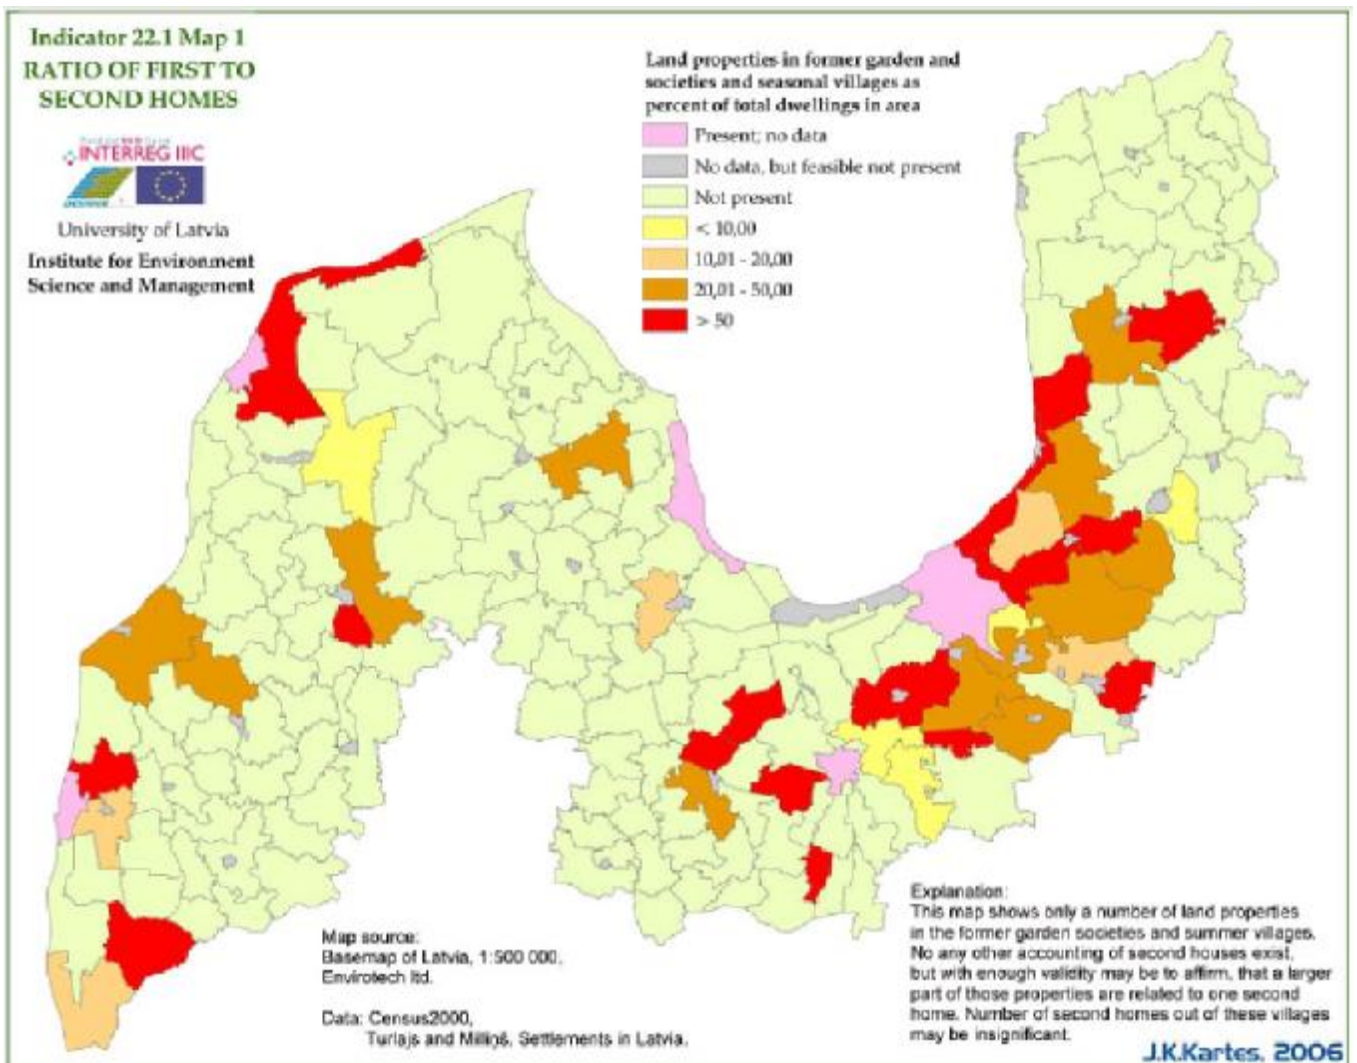 Indicator 22.1 Map 1
RATIO OF FIRST TO
SECOND HOMES
INTERREG IIIC
University of Latvia
Institute for Environment
Science and Management
Land properties in former garden and
societies and seasonal villages as
percent of total dwellings in area
Present; no data
No data, but feasible not present
Not present
< 10,00
10,01 - 20,00
20,01 - 50,00
> 50
Map source:
Basemap of Latvia, 1:500 000,
Envirotech ltd.
Data: Census2000,
Turlajs and Milliņš, Settlements in Latvia.
Explanation:
This map shows only a number of land properties
in the former garden societies and summer villages.
No any other accounting of second houses exist,
but with enough validity may be to affirm, that a larger
part of those properties are related to one second
home. Number of second homes out of these villages
may be insignificant.
J.K.Kartes, 2006